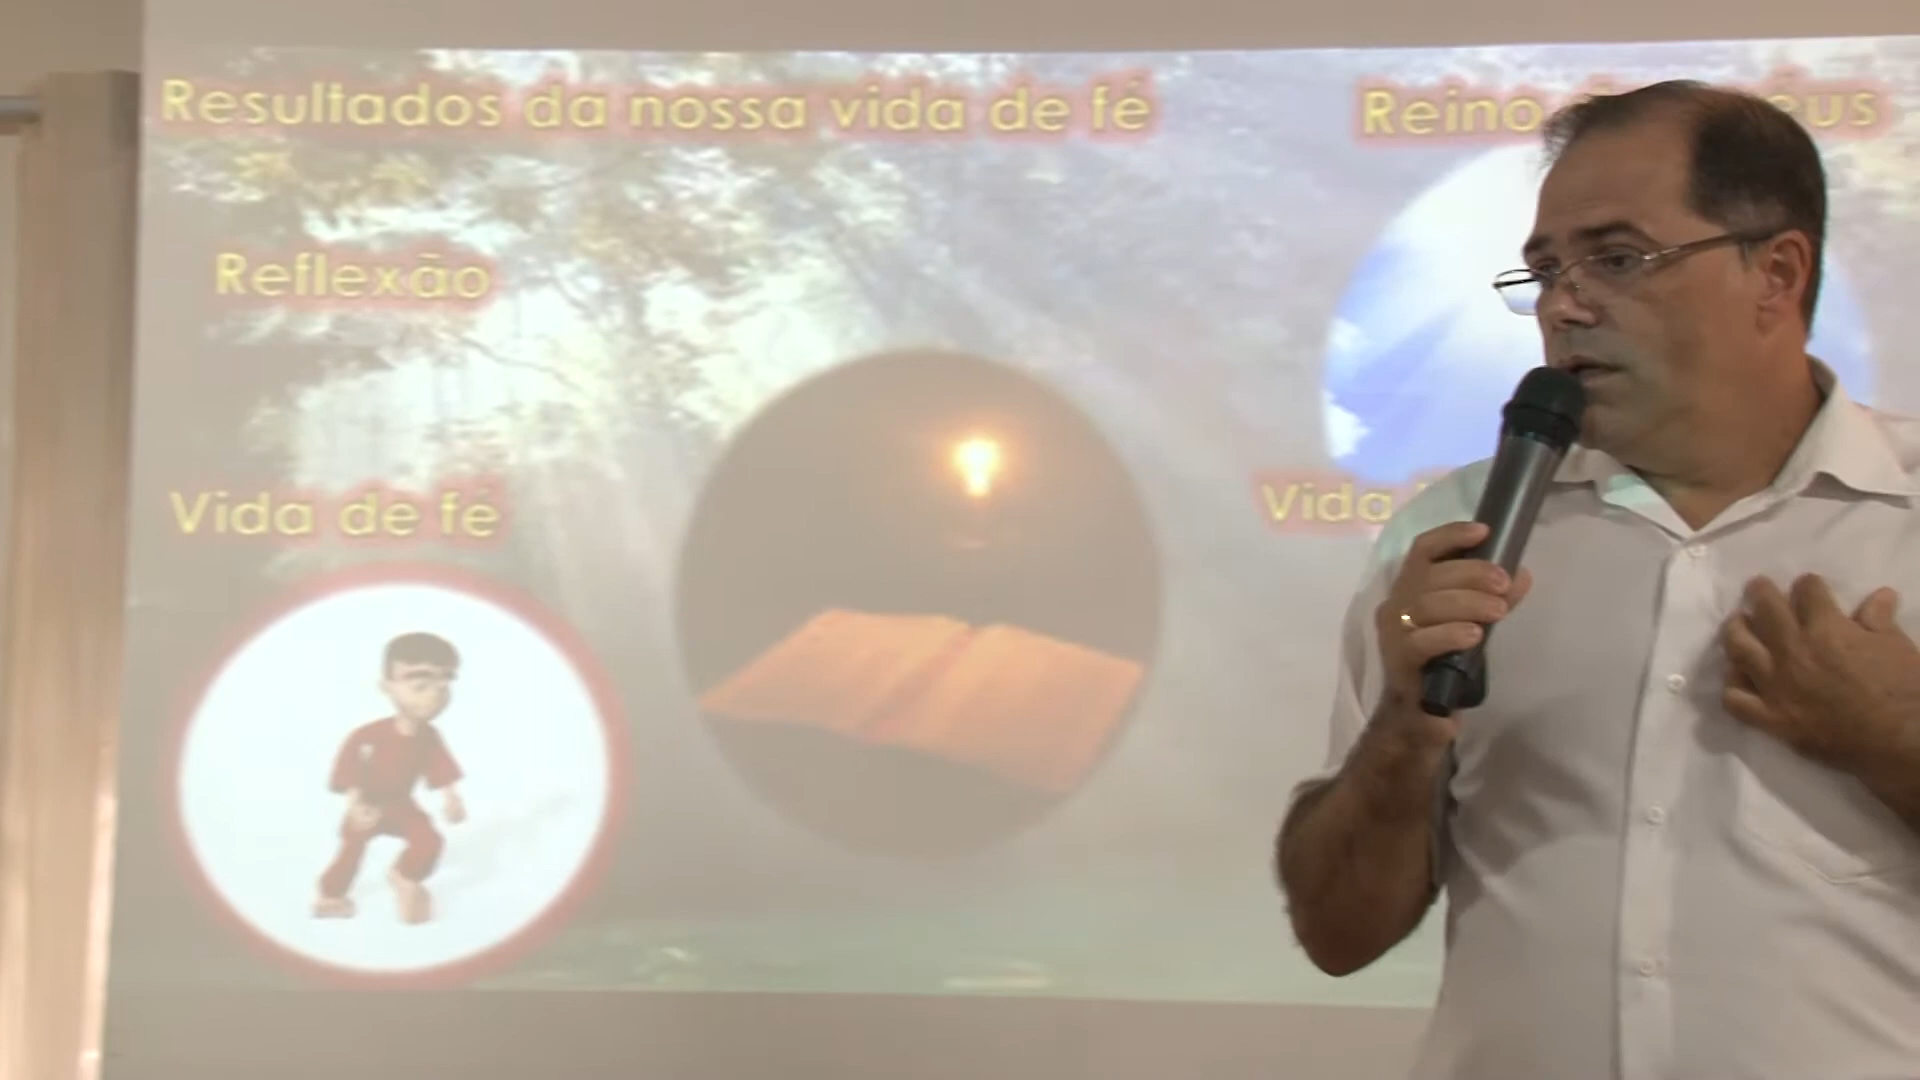 Resultados da nossa vida de fé
Reino
Reflexão
Vida de fé
Vida